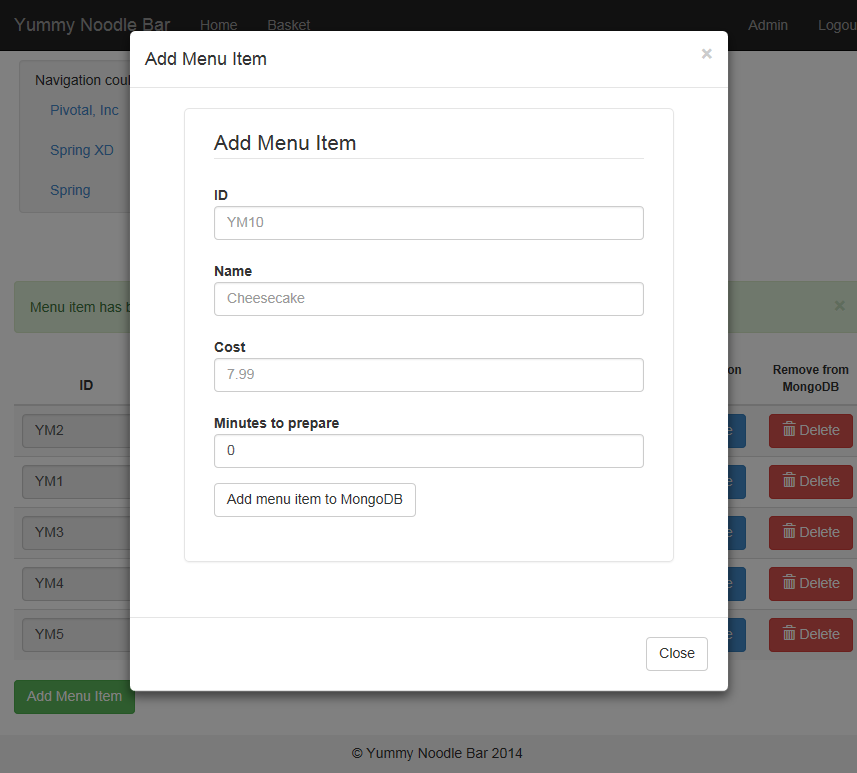 Yummy Noodle Bar Home Basket Admin Logou
Add Menu Item ×
Navigation coul
Pivotal, Inc
Spring XD
Spring
Add Menu Item
ID
YM10
Name
Cheesecake
Cost
7.99
Minutes to prepare
0
Add menu item to MongoDB
Close
Menu item has b ×
ID on Remove from
MongoDB
YM2 e Delete
YM1 e Delete
YM3 e Delete
YM4 e Delete
YM5 e Delete
Add Menu Item
© Yummy Noodle Bar 2014